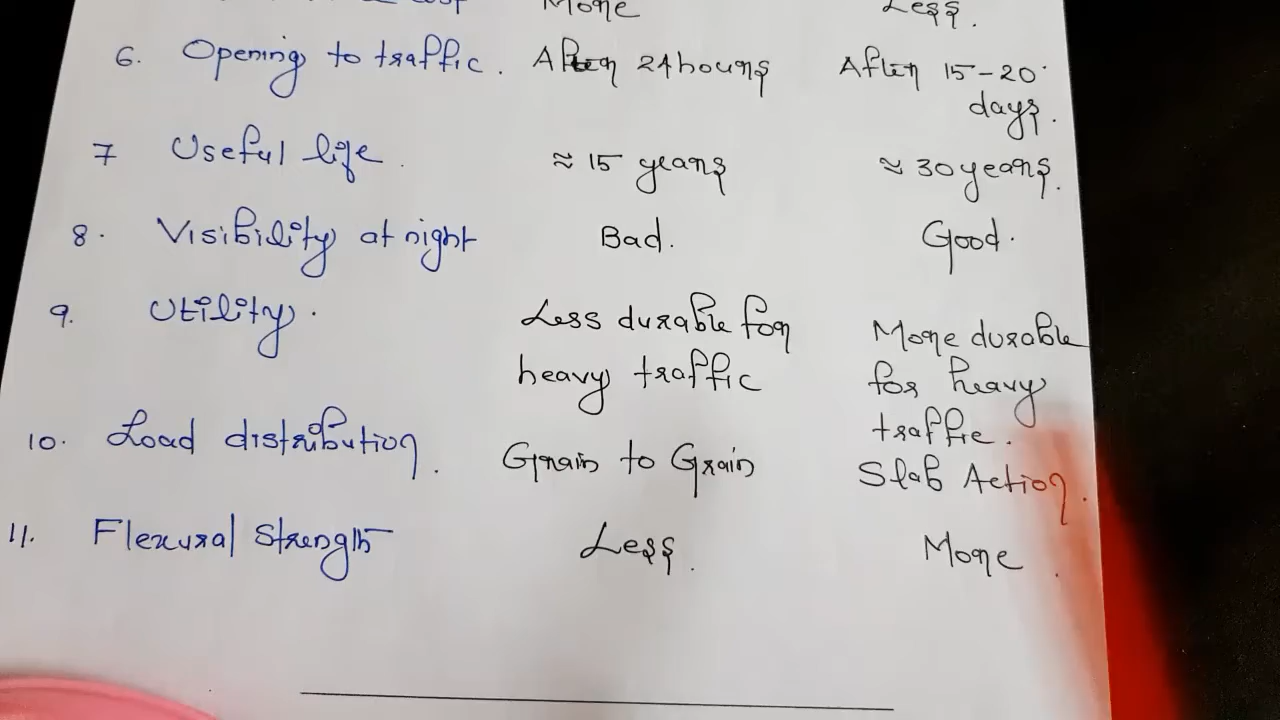 cost More Less.
6. Opening to traffic. After 24 hours After 15-20
days.
7 Useful life. ≈ 15 years ≈ 30 years.
8. Visibility at night Bad. Good.
9. Utility. Less durable for More durable
heavy traffic for heavy
traffic.
10. Load distribution. Grain to Grain Slab Action.
11. Flexural Strength Less. More.